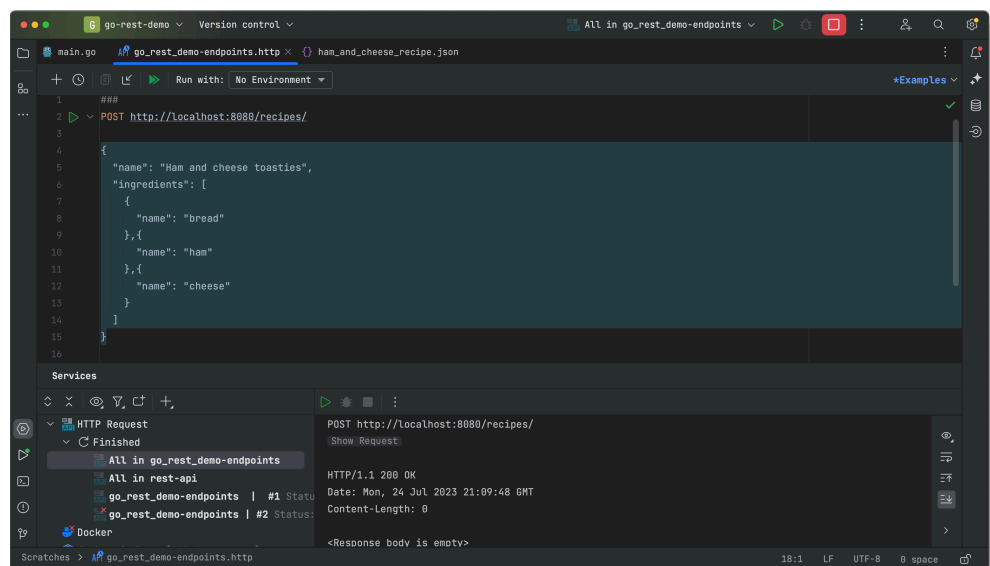 G go-rest-demo Version control All in go_rest_demo-endpoints
main.go go_rest_demo-endpoints.http ham_and_cheese_recipe.json
Run with: No Environment *Examples
1 ###
2 POST http://localhost:8080/recipes/
3
4 {
5 "name": "Ham and cheese toasties",
6 "ingredients": [
7 {
8 "name": "bread"
9 },{
10 "name": "ham"
11 },{
12 "name": "cheese"
13 }
14 ]
15 }
16
Services
HTTP Request
Finished
All in go_rest_demo-endpoints
All in rest-api
go_rest_demo-endpoints | #1 Statu
go_rest_demo-endpoints | #2 Status:
Docker
POST http://localhost:8080/recipes/
Show Request
HTTP/1.1 200 OK
Date: Mon, 24 Jul 2023 21:09:48 GMT
Content-Length: 0
<Response body is empty>
Scratches > go_rest_demo-endpoints.http 18:1 LF UTF-8 0 space